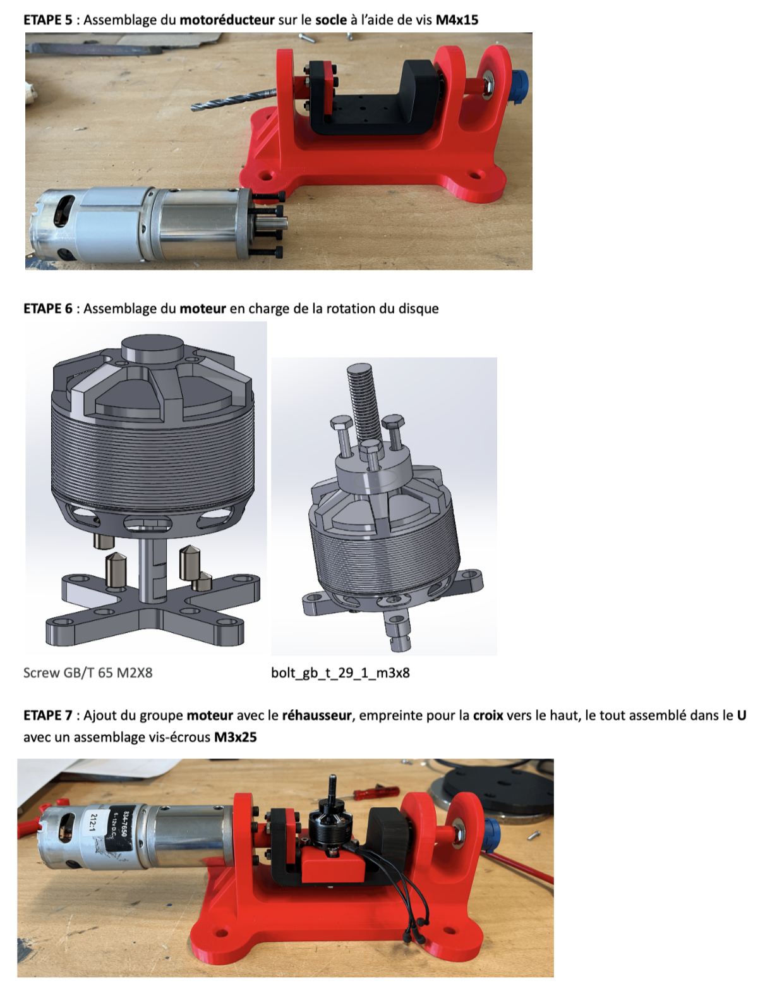 ETAPE 5 : Assemblage du motoréducteur sur le socle à l’aide de vis M4x15
ETAPE 6 : Assemblage du moteur en charge de la rotation du disque
Screw GB/T 65 M2X8
bolt_gb_t_29_1_m3x8
ETAPE 7 : Ajout du groupe moteur avec le réhausseur, empreinte pour la croix vers le haut, le tout assemblé dans le U
avec un assemblage vis-écrous M3x25
834-7650
6-12v D.C.
212:1